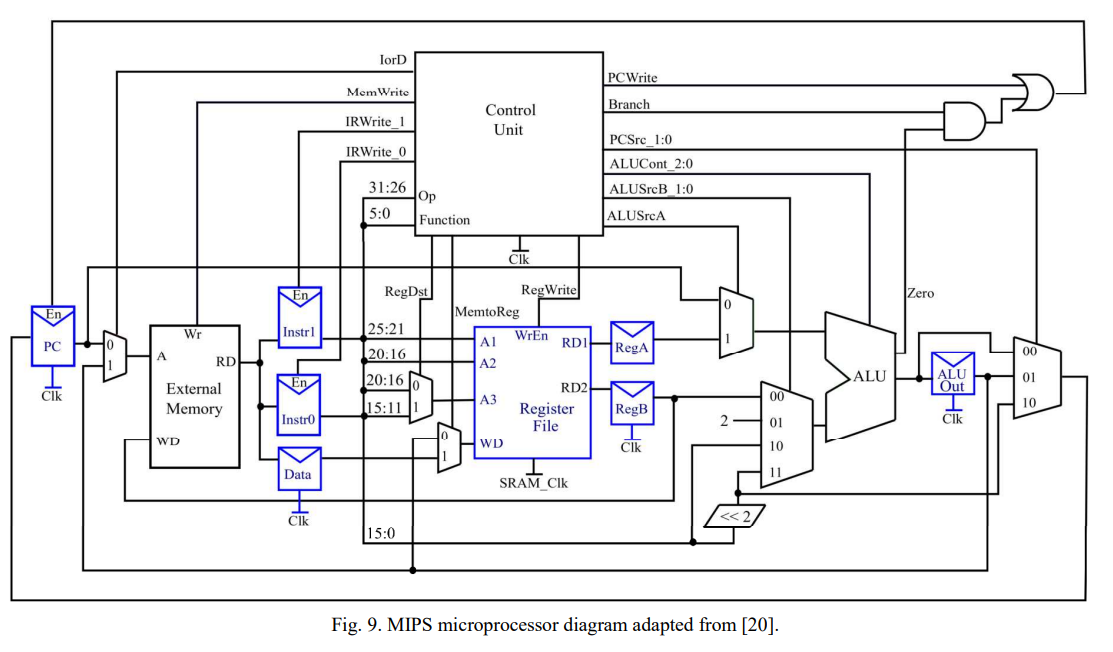 IorD
MemWrite
IRWrite_1
IRWrite_0
31:26
Op
5:0
Function
Control
Unit
PCWrite
Branch
PCSrc_1:0
ALUCont_2:0
ALUSrcB_1:0
ALUSrcA
Clk
RegDst
RegWrite
MemtoReg
Zero
En
PC
Clk
0
1
Wr
A
RD
External
Memory
WD
En
Instr1
En
Instr0
Data
Clk
25:21
20:16
20:16
15:11
15:0
0
1
0
1
WrEn
A1
RD1
A2
RD2
A3
Register
File
WD
SRAM_Clk
RegA
RegB
Clk
0
1
00
2
01
10
11
<< 2
ALU
ALU
Out
Clk
00
01
10
Fig. 9. MIPS microprocessor diagram adapted from [20].